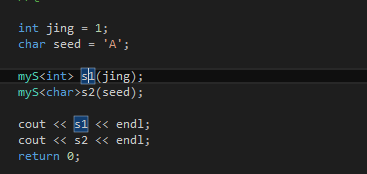 int jing = 1;
char seed = 'A';
myS<int> s1(jing);
myS<char>s2(seed);
cout << s1 << endl;
cout << s2 << endl;
return 0;